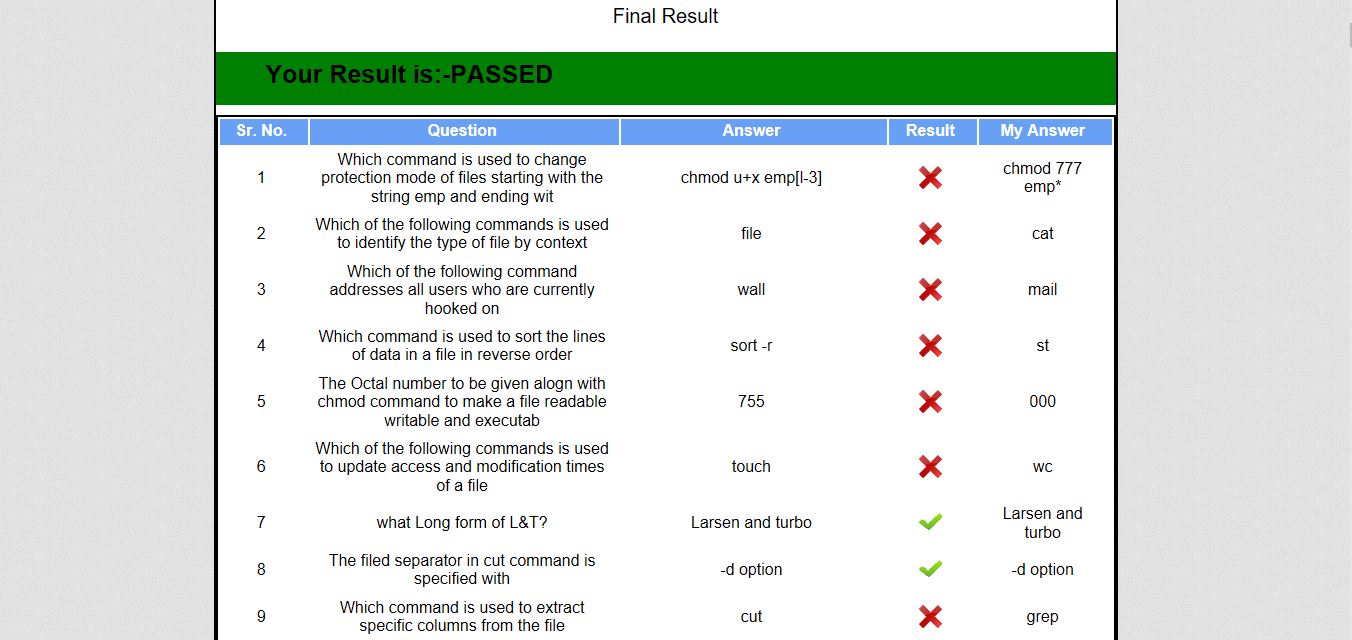 Final Result
Your Result is:-PASSED
Sr. No. Question Answer Result My Answer
Which command is used to change
1 protection mode of files starting with the chmod u+x emp[l-3] chmod 777
string emp and ending wit emp*
Which of the following commands is used
2 to identify the type of file by context file cat
Which of the following command
3 addresses all users who are currently wall mail
hooked on
Which command is used to sort the lines
4 of data in a file in reverse order sort -r st
The Octal number to be given alogn with
5 chmod command to make a file readable 755 000
writable and executab
Which of the following commands is used
6 to update access and modification times touch wc
of a file
7 what Long form of L&T? Larsen and turbo Larsen and
turbo
The filed separator in cut command is
8 specified with -d option -d option
Which command is used to extract
9 specific columns from the file cut grep